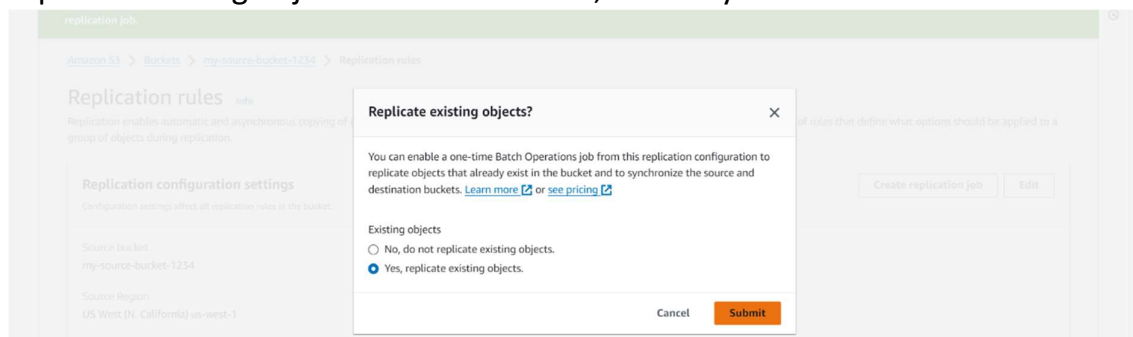 replication job.
Amazon S3 > Buckets > my-source-bucket-1234 > Replication rules
Replication rules Info
Replication enables automatic and asynchronous copying of
of rules that define what options should be applied to a
group of objects during replication.
Replication configuration settings
Create replication job Edit
Configuration settings affect all replication rules in the bucket.
Source bucket
my-source-bucket-1234
Source Region
US West (N. California) us-west-1
Replicate existing objects?
You can enable a one-time Batch Operations job from this replication configuration to
replicate objects that already exist in the bucket and to synchronize the source and
destination buckets. Learn more or see pricing
Existing objects
No, do not replicate existing objects.
Yes, replicate existing objects.
Cancel Submit